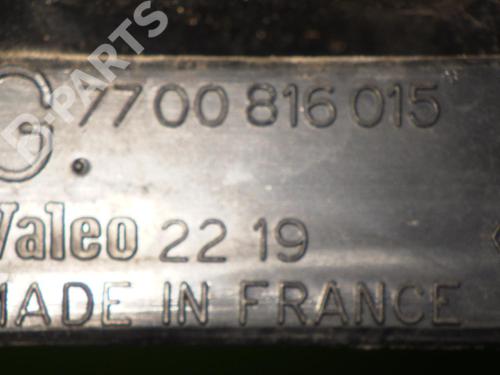 B-PARTS
G 7700 816 015
Valeo 22 19
MADE IN FRANCE